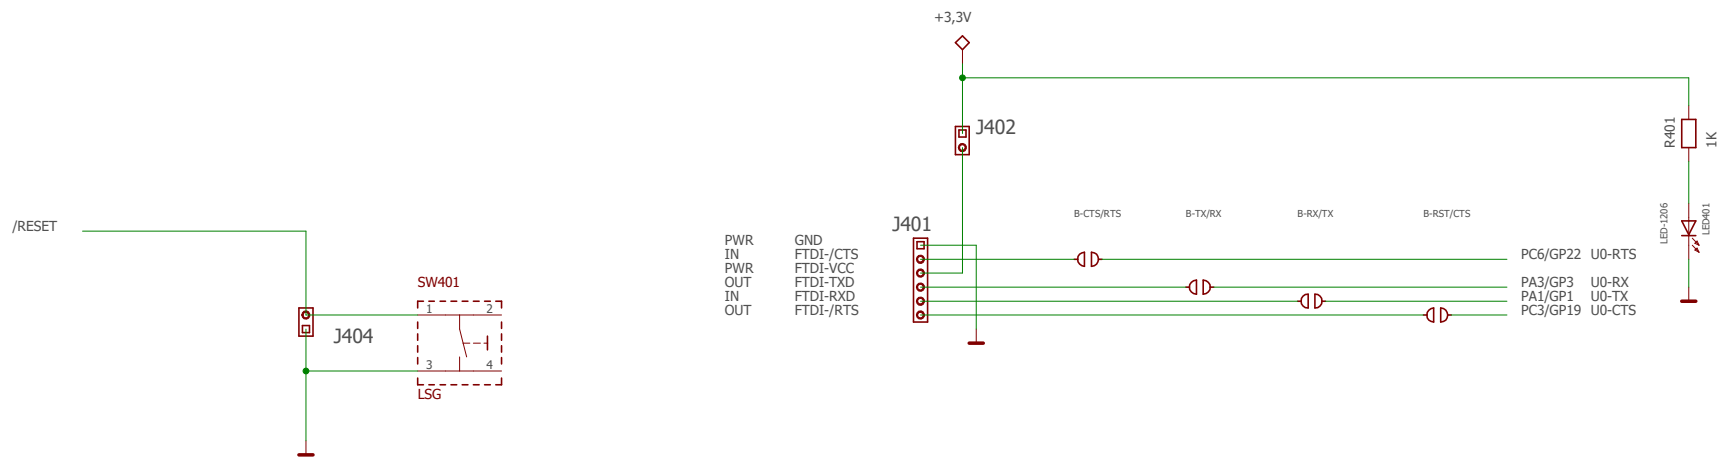 +3,3V
J402
R401
1K
/RESET
B-CTS/RTS
B-TX/RX
B-RX/TX
B-RST/CTS
LED-1206
LED401
J401
PWR GND
IN FTDI-/CTS
PWR FTDI-VCC
OUT FTDI-TXD
IN FTDI-RXD
OUT FTDI-/RTS
PC6/GP22 U0-RTS
PA3/GP3 U0-RX
PA1/GP1 U0-TX
PC3/GP19 U0-CTS
SW401
1 2
J404
3 4
LSG